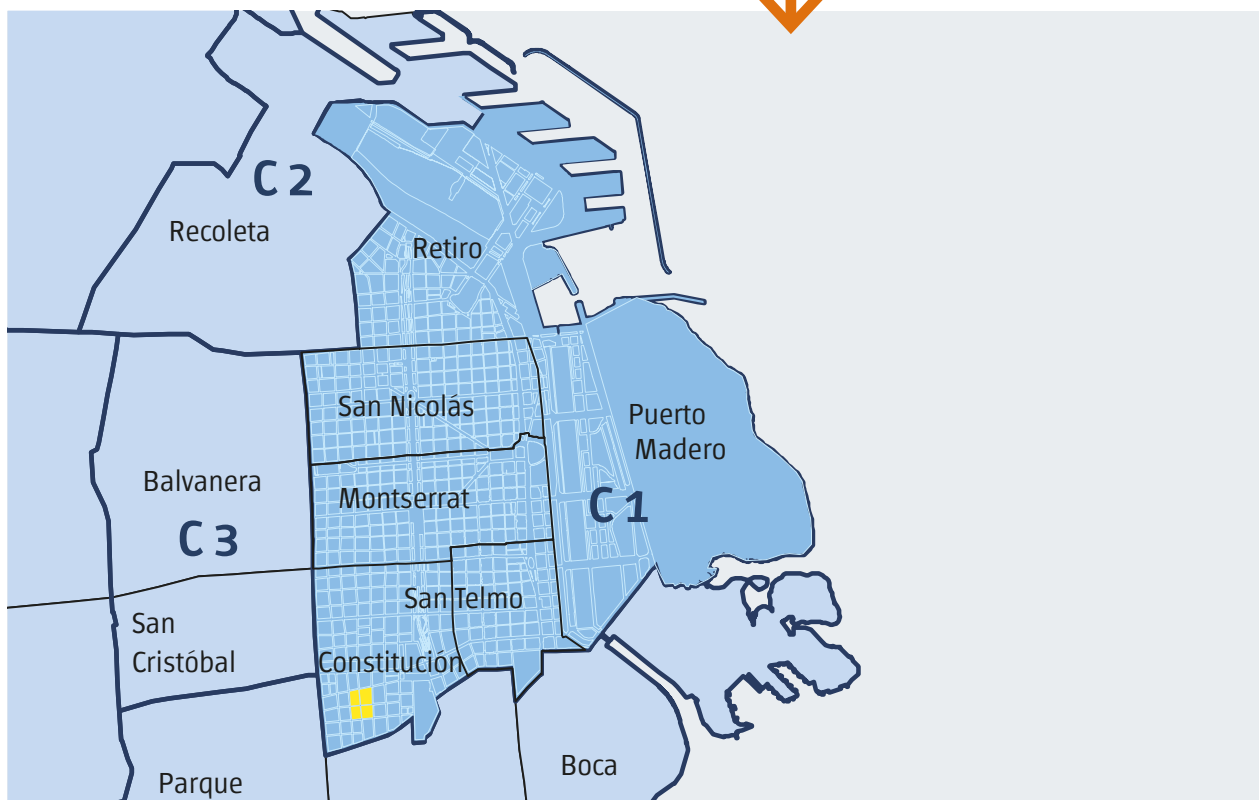 C 2
Recoleta
Retiro
San Nicolás
Puerto
Madero
Balvanera
Montserrat
C 1
C 3
San Telmo
San
Cristóbal
Constitución
Boca
Parque